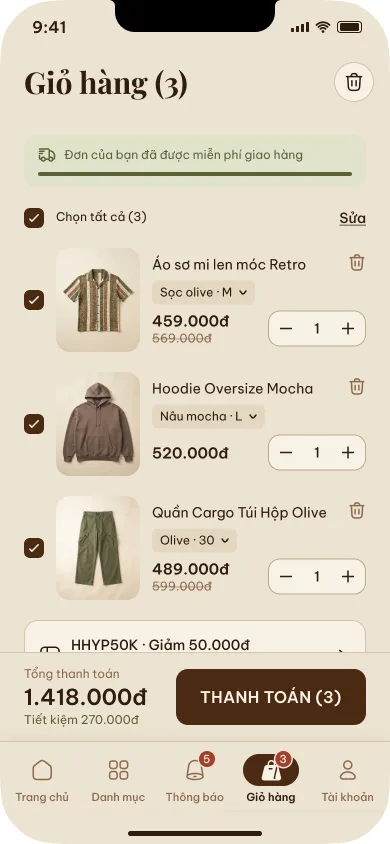 9:41
Giỏ hàng (3)
Đơn của bạn đã được miễn phí giao hàng
Chọn tất cả (3)
Sửa
Áo sơ mi len móc Retro
Sọc olive · M
459.000đ
569.000đ
1
Hoodie Oversize Mocha
Nâu mocha · L
520.000đ
1
Quần Cargo Túi Hộp Olive
Olive · 30
489.000đ
599.000đ
1
HHYP50K · Giảm 50.000đ
Tổng thanh toán
1.418.000đ
Tiết kiệm 270.000đ
THANH TOÁN (3)
5
3
Trang chủ
Danh mục
Thông báo
Giỏ hàng
Tài khoản